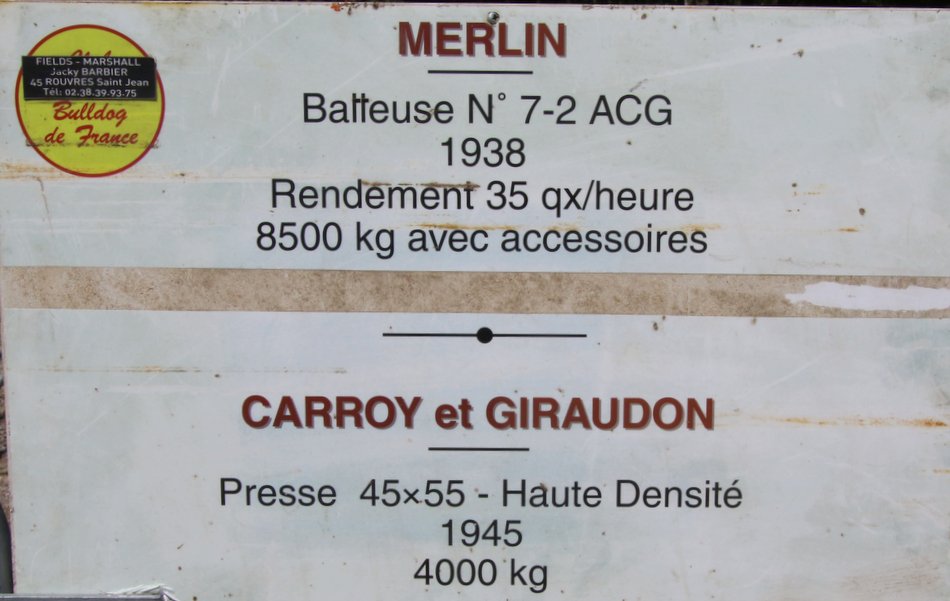 MERLIN
FIELDS - MARSHALL
Jacky BARBIER
45 ROUVRES Saint Jean
Tél: 02.38.39.93.75
Bulldog
de France
Batteuse N° 7-2 ACG
1938
Rendement 35 qx/heure
8500 kg avec accessoires
CARROY et GIRAUDON
Presse 45×55 - Haute Densité
1945
4000 kg